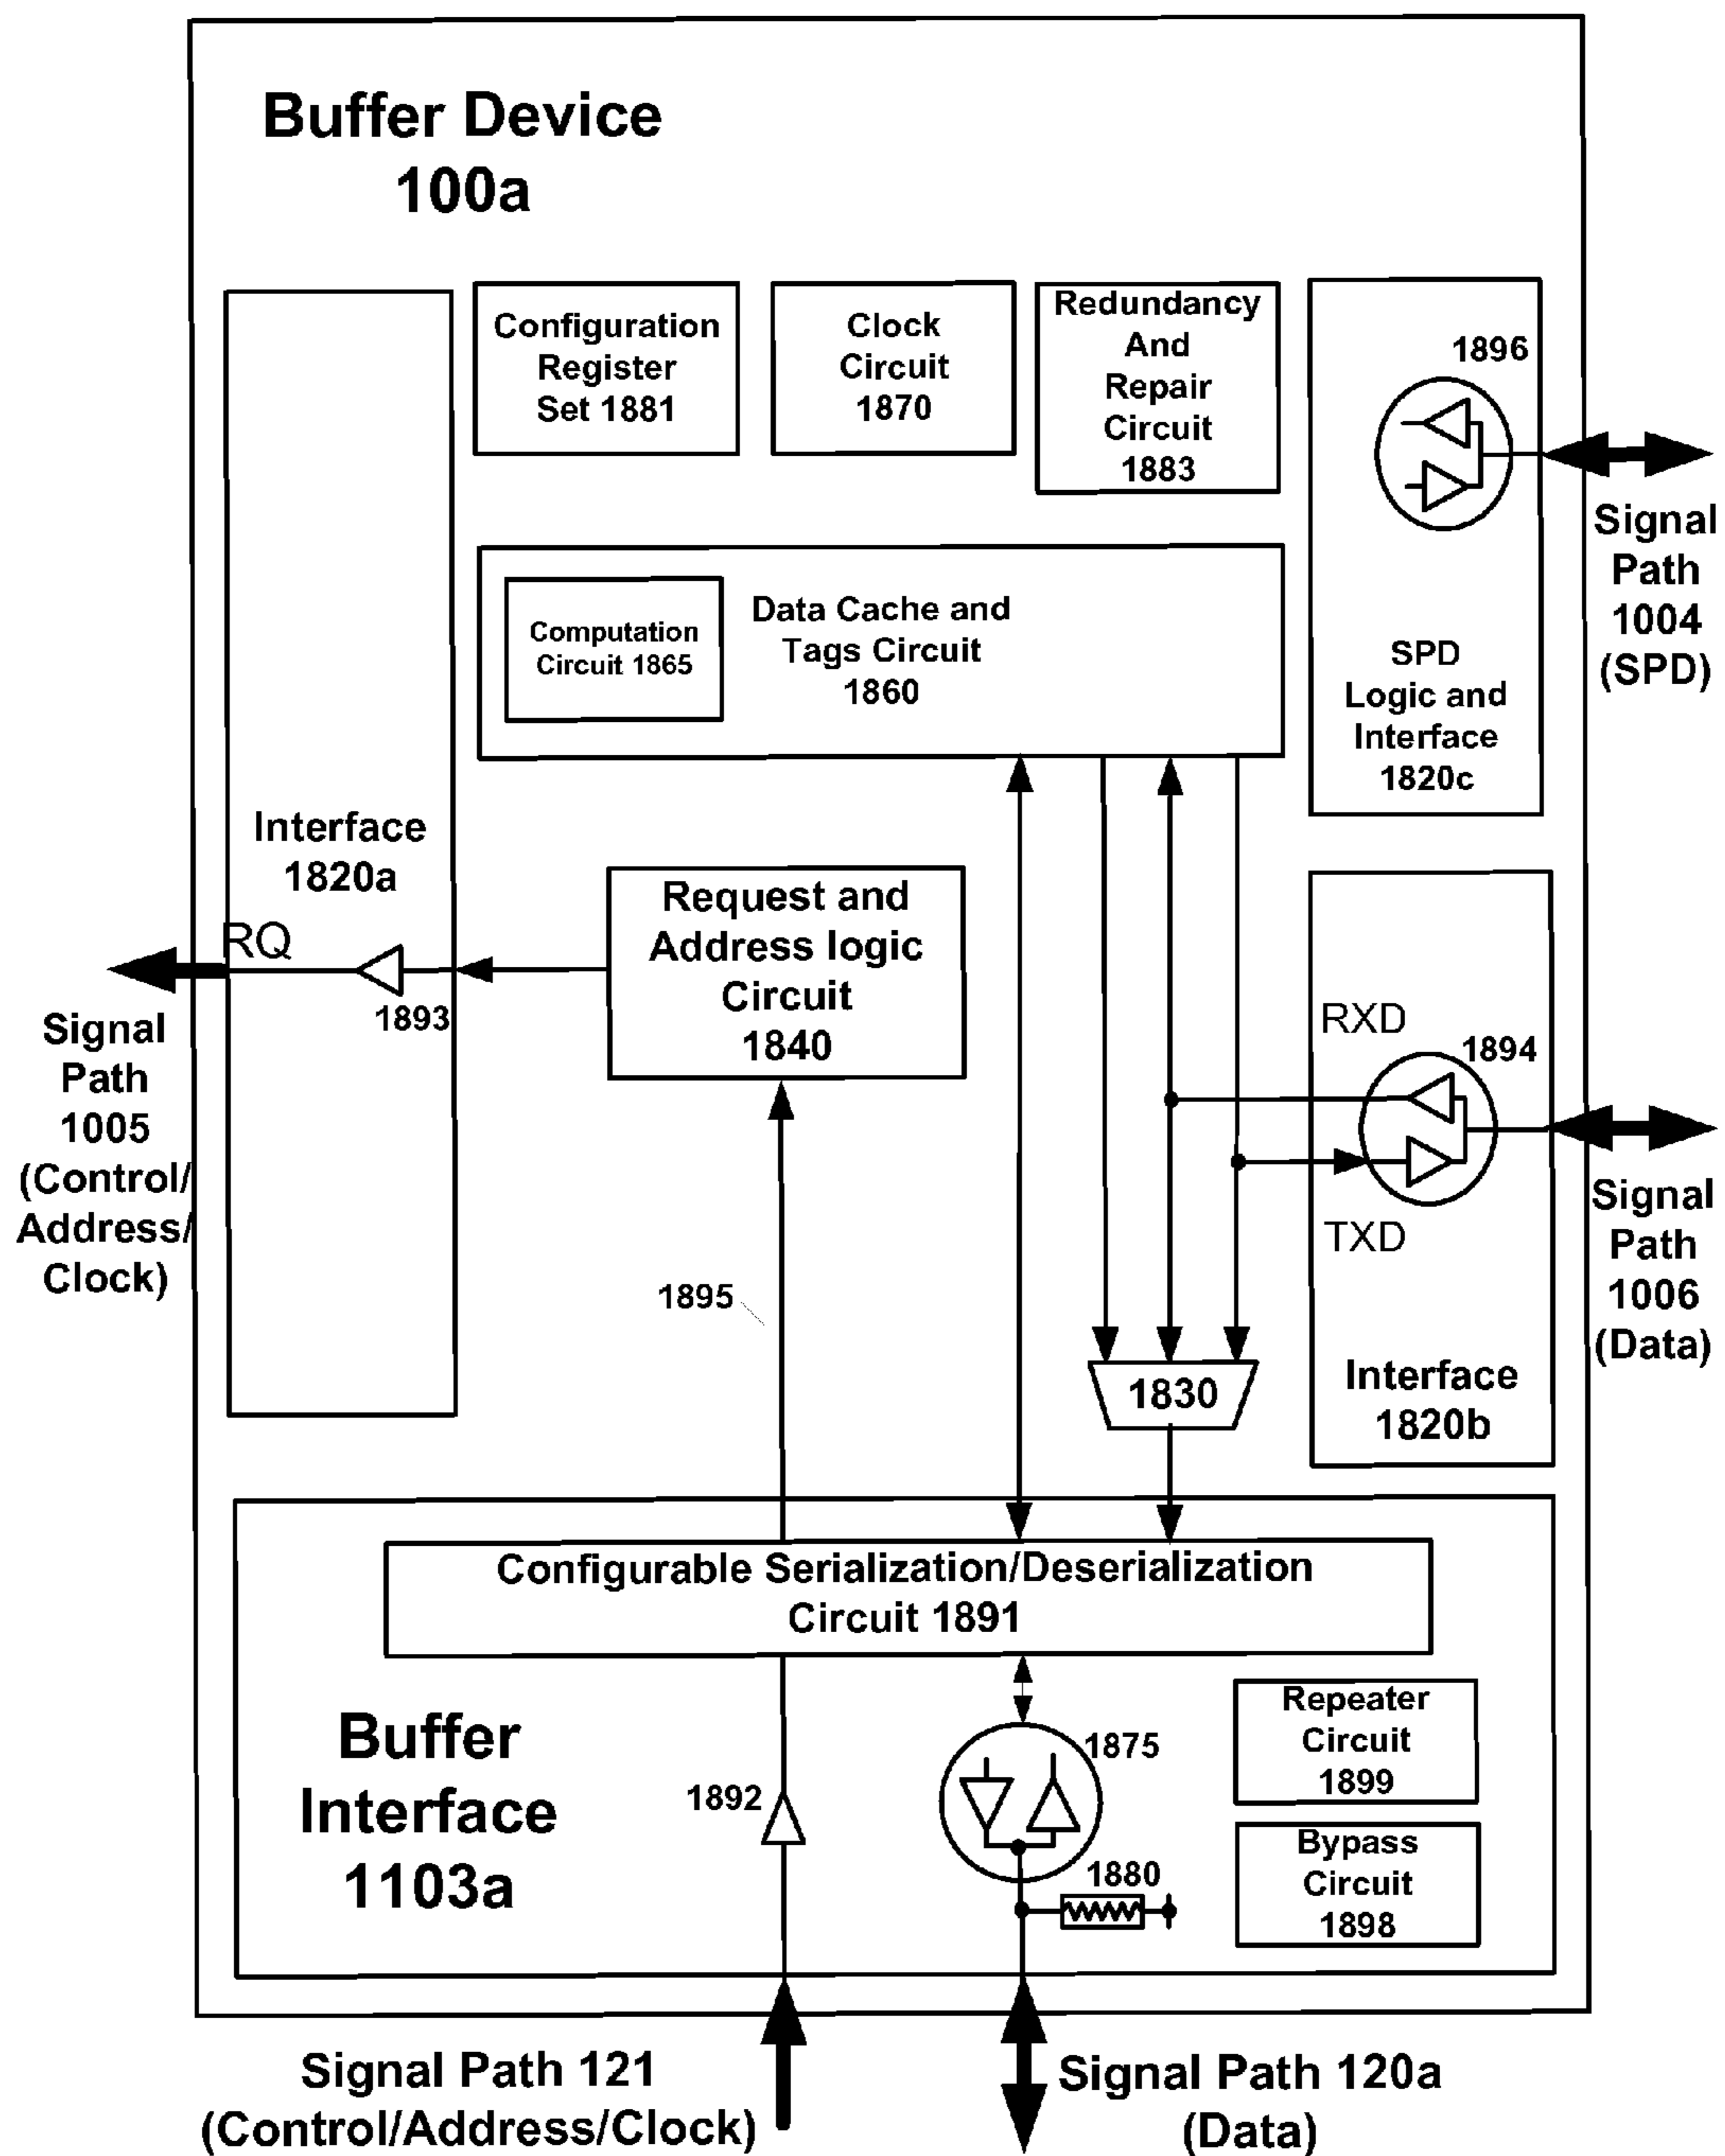 Buffer Device
100a
Configuration
Register
Set 1881
Clock
Circuit
1870
Redundancy
And
Repair
Circuit
1883
1896
Signal
Path
1004
(SPD)
SPD
Logic and
Interface
1820c
Computation
Circuit 1865
Data Cache and
Tags Circuit
1860
Interface
1820a
RQ
1893
Signal
Path
1005
(Control/
Address/
Clock)
Request and
Address logic
Circuit
1840
RXD
1894
TXD
Signal
Path
1006
(Data)
Interface
1820b
1895
1830
Configurable Serialization/Deserialization
Circuit 1891
Buffer
Interface
1103a
1892
1875
1880
Repeater
Circuit
1899
Bypass
Circuit
1898
Signal Path 121
(Control/Address/Clock)
Signal Path 120a
(Data)